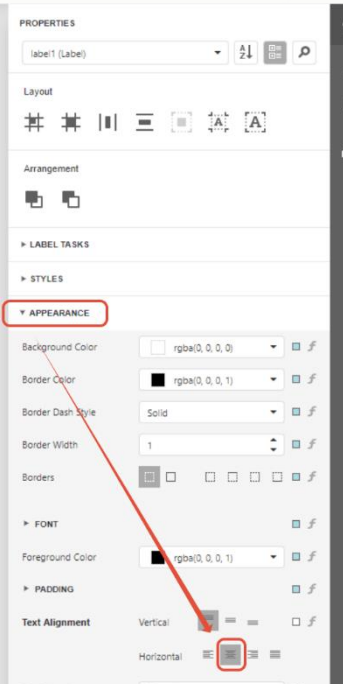 PROPERTIES
label1 (Label)
Layout
Arrangement
LABEL TASKS
STYLES
APPEARANCE
Background Color rgba(0, 0, 0, 0)
Border Color rgba(0, 0, 0, 1)
Border Dash Style Solid
Border Width 1
Borders
FONT
Foreground Color rgba(0, 0, 0, 1)
PADDING
Text Alignment Vertical
Horizontal